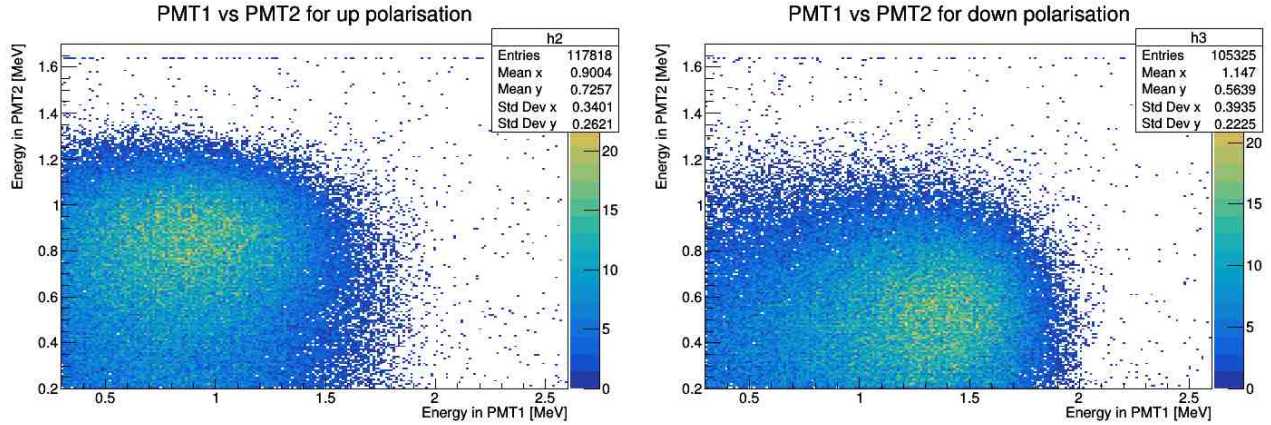 PMT1 vs PMT2 for up polarisation
Energy in PMT2 [MeV]
1.6
1.4
1.2
1
0.8
0.6
0.4
0.2
0.5
1
1.5
2
2.5
Energy in PMT1 [MeV]
h2
Entries 117818
Mean x 0.9004
Mean y 0.7257
Std Dev x 0.3401
Std Dev y 0.2621
20
15
10
5
0
PMT1 vs PMT2 for down polarisation
Energy in PMT2 [MeV]
1.6
1.4
1.2
1
0.8
0.6
0.4
0.2
0.5
1
1.5
2
2.5
Energy in PMT1 [MeV]
h3
Entries 105325
Mean x 1.147
Mean y 0.5639
Std Dev x 0.3935
Std Dev y 0.2225
20
15
10
5
0